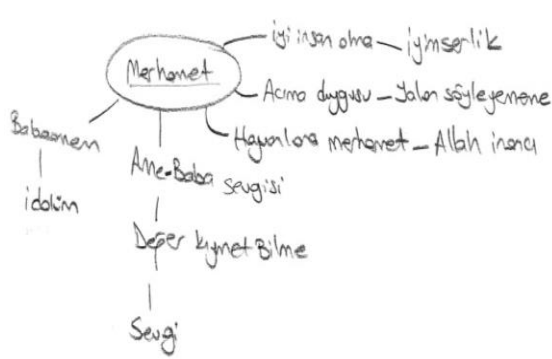 Merhamet
iyi insan olma - iyimserlik
Acıma duygusu - Yalan söyleyememe
Hayvanlara merhamet - Allah inancı
Babaannem
idolüm
Anne-Baba sevgisi
Değer kıymet Bilme
Sevgi